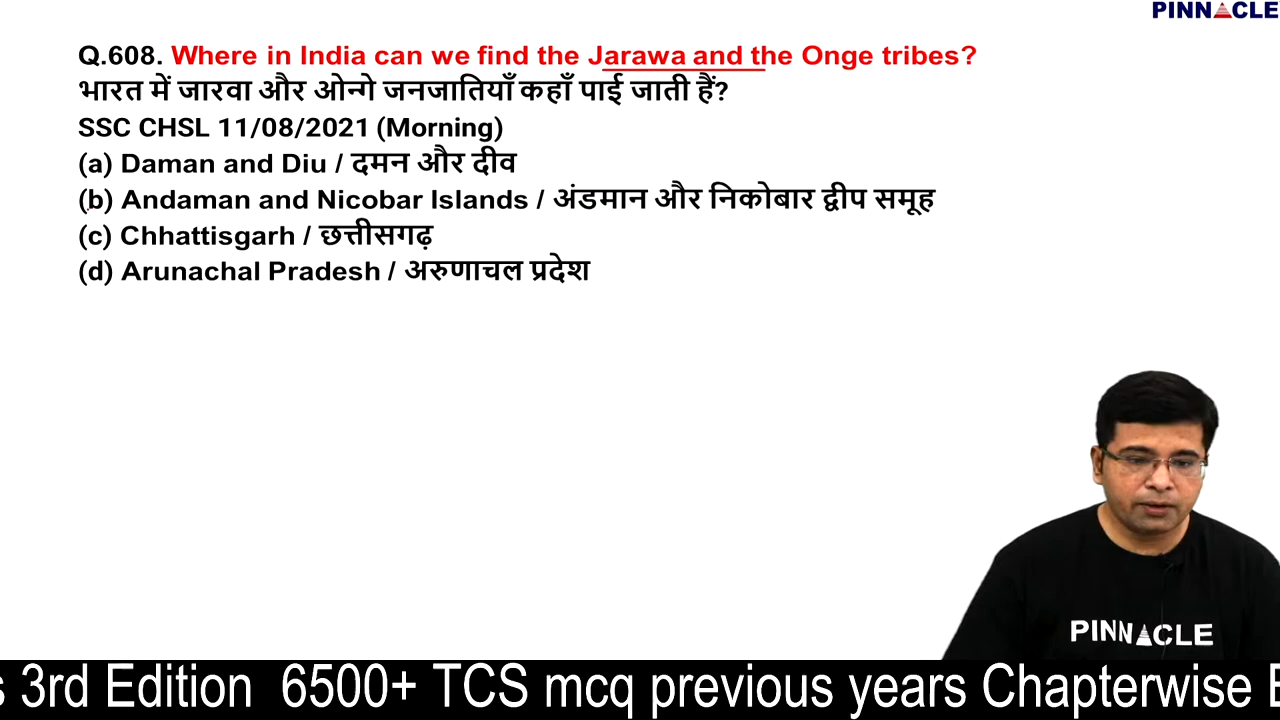 PINNACLE
Q.608. Where in India can we find the Jarawa and the Onge tribes?
भारत में जारवा और ओन्गे जनजातियाँ कहाँ पाई जाती हैं?
SSC CHSL 11/08/2021 (Morning)
(a) Daman and Diu / दमन और दीव
(b) Andaman and Nicobar Islands / अंडमान और निकोबार द्वीप समूह
(c) Chhattisgarh / छत्तीसगढ़
(d) Arunachal Pradesh / अरुणाचल प्रदेश
PINNACLE
s 3rd Edition 6500+ TCS mcq previous years Chapterwise E